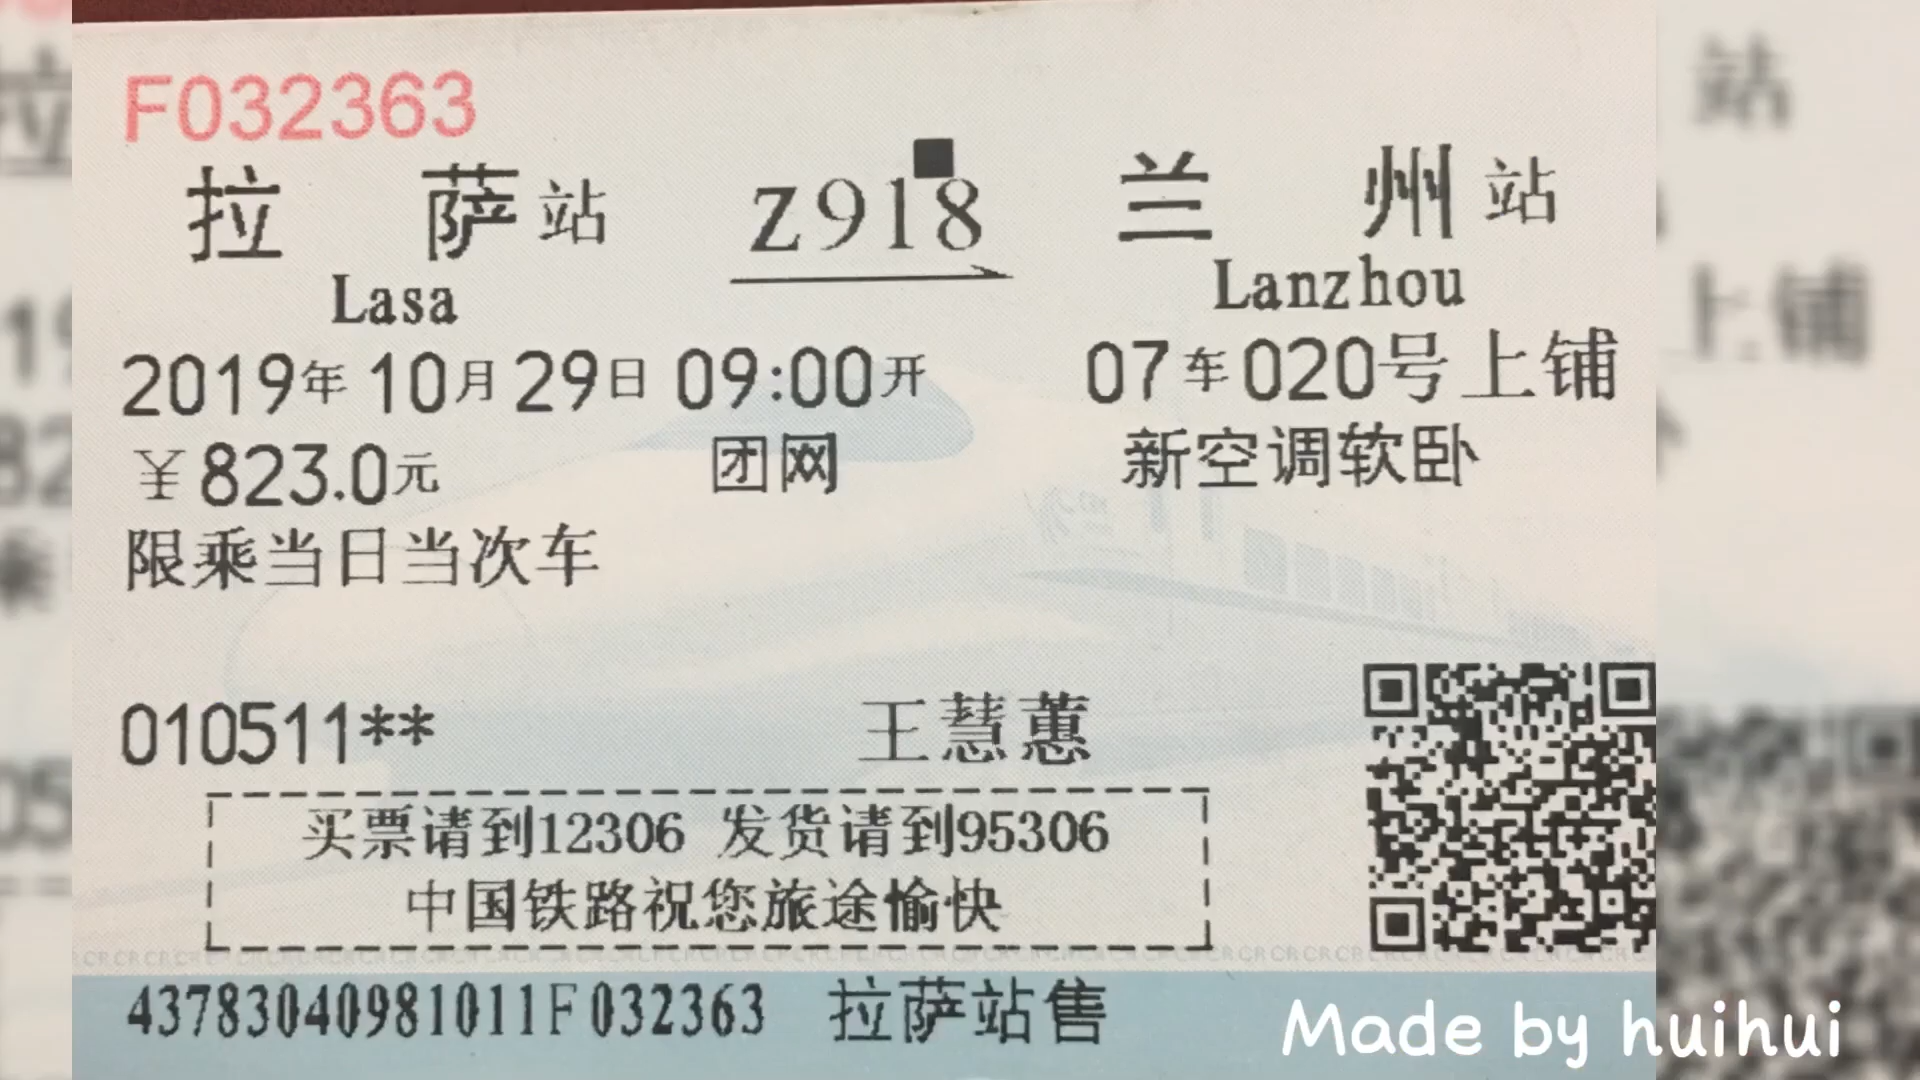 F032363
拉 萨站 Z918 兰 州站
Lasa Lanzhou
2019年10月29日09:00开 07车020号上铺
￥823.0元 团网 新空调软卧
限乘当日当次车
010511** 王慧蕙
买票请到12306 发货请到95306
中国铁路祝您旅途愉快
43783040981011F032363 拉萨站售
Made by huihui